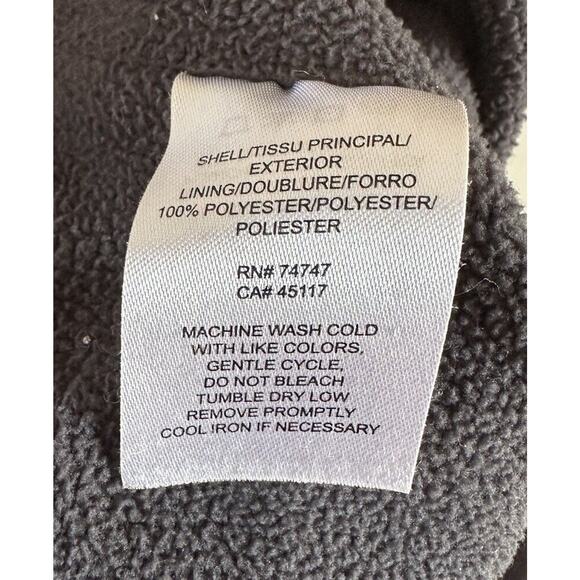 SHELL/TISSU PRINCIPAL/
EXTERIOR
LINING/DOUBLURE/FORRO
100% POLYESTER/POLYESTER/
POLIESTER
RN# 74747
CA# 45117
MACHINE WASH COLD
WITH LIKE COLORS,
GENTLE CYCLE,
DO NOT BLEACH
TUMBLE DRY LOW
REMOVE PROMPTLY
COOL IRON IF NECESSARY